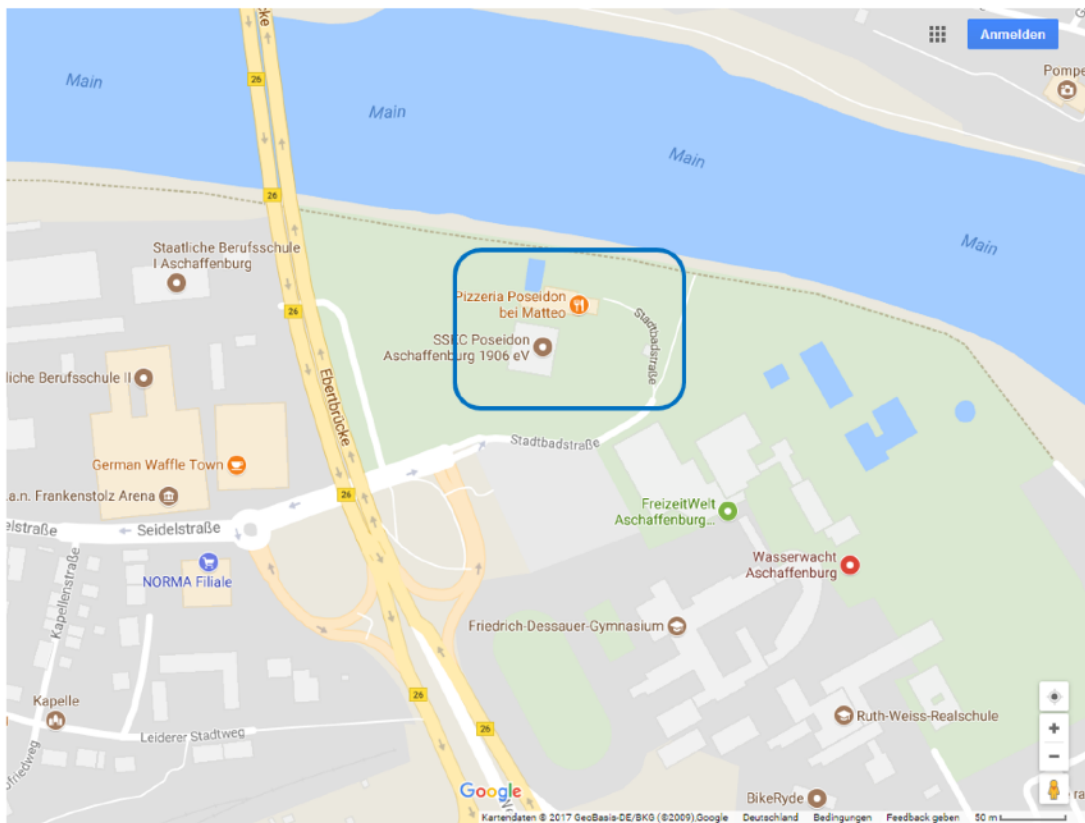 cke
26
Anmelden
Main
Main
Pompe
Main
26
Main
Staatliche Berufsschule
I Aschaffenburg
26
Pizzeria Poseidon
bei Matteo
Stadtbadstraße
SSKC Poseidon
Aschaffenburg 1906 eV
liche Berufsschule II
Ebertbrücke
Stadtbadstraße
German Waffle Town
.a.n. Frankenstolz Arena
26
FreizeitWelt
Aschaffenburg...
elstraße
Seidelstraße
Wasserwacht
Aschaffenburg
NORMA Filiale
Kapellenstraße
Friedrich-Dessauer-Gymnasium
26
Kapelle
Ruth-Weiss-Realschule
26
Leiderer Stadtweg
ofriedweg
Google
BikeRyde
Kartendaten © 2017 GeoBasis-DE/BKG (©2009),Google Deutschland Bedingungen Feedback geben 50 m